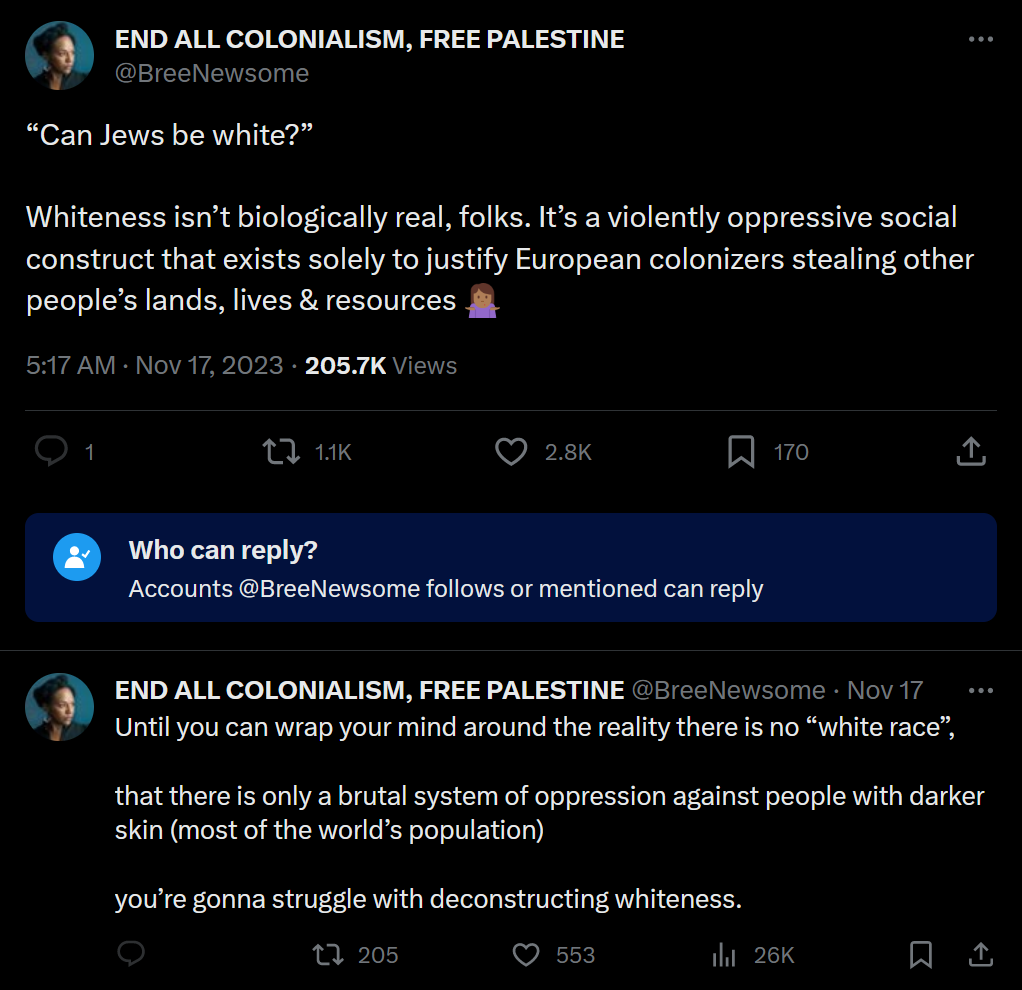 END ALL COLONIALISM, FREE PALESTINE
@BreeNewsome
“Can Jews be white?”
Whiteness isn’t biologically real, folks. It’s a violently oppressive social
construct that exists solely to justify European colonizers stealing other
people’s lands, lives & resources 🤷🏽‍♀️
5:17 AM · Nov 17, 2023 · 205.7K Views
1 1.1K 2.8K 170
Who can reply?
Accounts @BreeNewsome follows or mentioned can reply
END ALL COLONIALISM, FREE PALESTINE @BreeNewsome · Nov 17
Until you can wrap your mind around the reality there is no “white race”,
that there is only a brutal system of oppression against people with darker
skin (most of the world’s population)
you’re gonna struggle with deconstructing whiteness.
205 553 26K